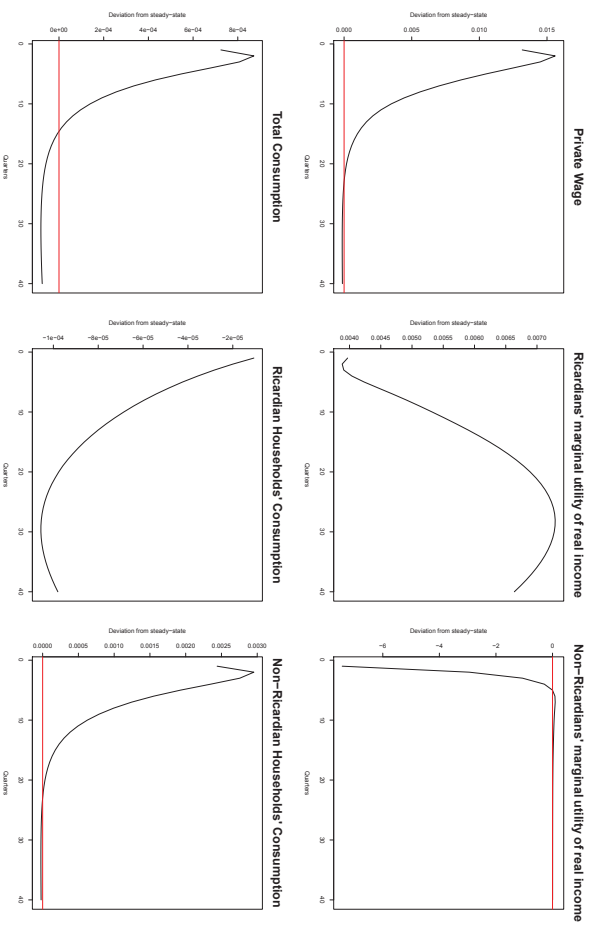 Private Wage
Deviation from steady−state
0.000 0.005 0.010 0.015
0 10 20 30 40
Quarters
Ricardians' marginal utility of real income
Deviation from steady−state
0.0040 0.0045 0.0050 0.0055 0.0060 0.0065 0.0070
0 10 20 30 40
Quarters
Non−Ricardians' marginal utility of real income
Deviation from steady−state
−6 −4 −2 0
0 10 20 30 40
Quarters
Total Consumption
Deviation from steady−state
0e+00 2e−04 4e−04 6e−04 8e−04
0 10 20 30 40
Quarters
Ricardian Households' Consumption
Deviation from steady−state
−1e−04 −8e−05 −6e−05 −4e−05 −2e−05
0 10 20 30 40
Quarters
Non−Ricardian Households' Consumption
Deviation from steady−state
0.0000 0.0005 0.0010 0.0015 0.0020 0.0025 0.0030
0 10 20 30 40
Quarters